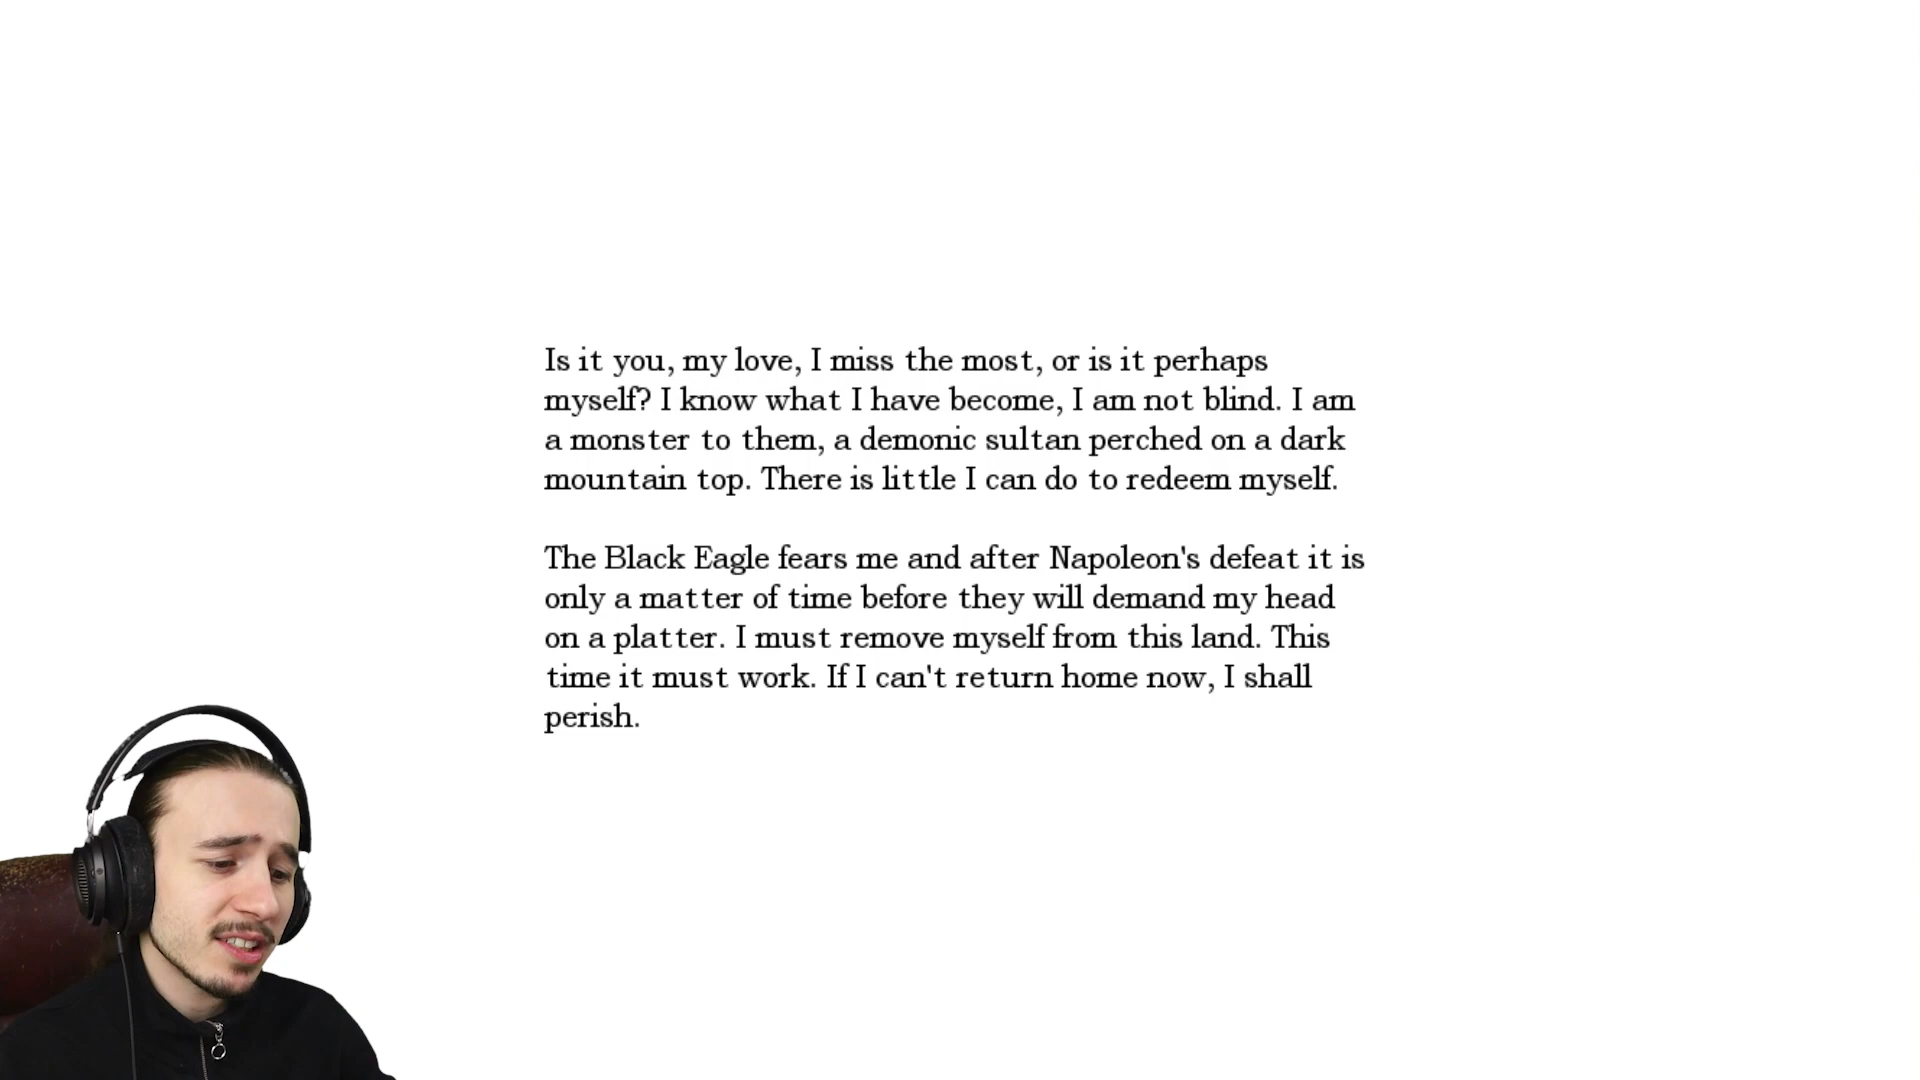 Is it you, my love, I miss the most, or is it perhaps
myself? I know what I have become, I am not blind. I am
a monster to them, a demonic sultan perched on a dark
mountain top. There is little I can do to redeem myself.
The Black Eagle fears me and after Napoleon's defeat it is
only a matter of time before they will demand my head
on a platter. I must remove myself from this land. This
time it must work. If I can't return home now, I shall
perish.